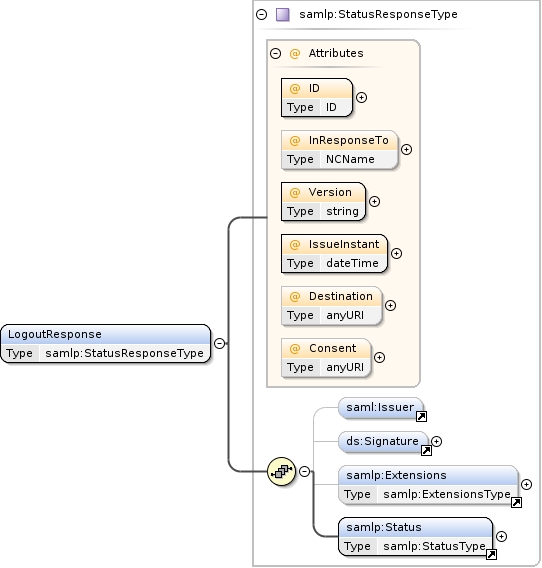 samlp:StatusResponseType
@ Attributes
@ ID
Type ID
@ InResponseTo
Type NCName
@ Version
Type string
@ IssueInstant
Type dateTime
@ Destination
Type anyURI
@ Consent
Type anyURI
LogoutResponse
Type samlp:StatusResponseType
saml:Issuer
ds:Signature
samlp:Extensions
Type samlp:ExtensionsType
samlp:Status
Type samlp:StatusType